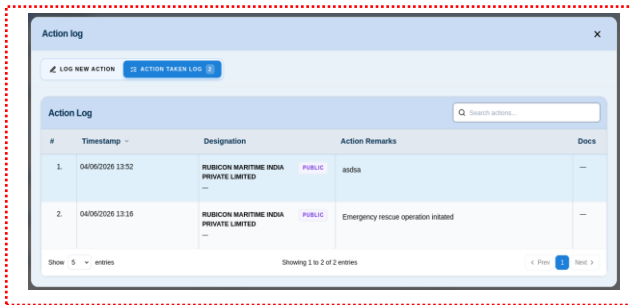 Action log
LOG NEW ACTION ACTION TAKEN LOG 2
Action Log
Search actions...
# Timestamp Designation Action Remarks Docs
1. 04/06/2026 13:52 RUBICON MARITIME INDIA PUBLIC asdsa —
PRIVATE LIMITED
—
2. 04/06/2026 13:16 RUBICON MARITIME INDIA PUBLIC Emergency rescue operation initated —
PRIVATE LIMITED
—
Show 5 entries Showing 1 to 2 of 2 entries < Prev 1 Next >